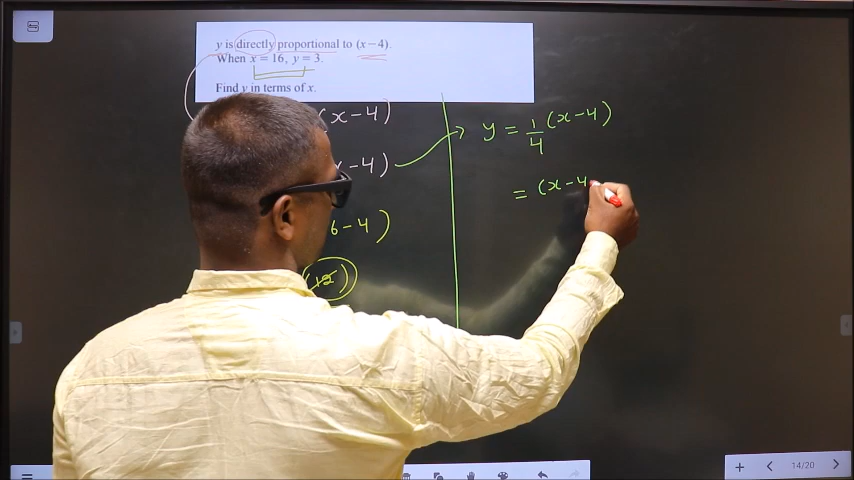 y is directly proportional to (x−4).
When x = 16, y = 3.
Find y in terms of x.
(x−4)
x−4)
6−4)
(12)
y = 1/4 (x−4)
= (x−4
14/20